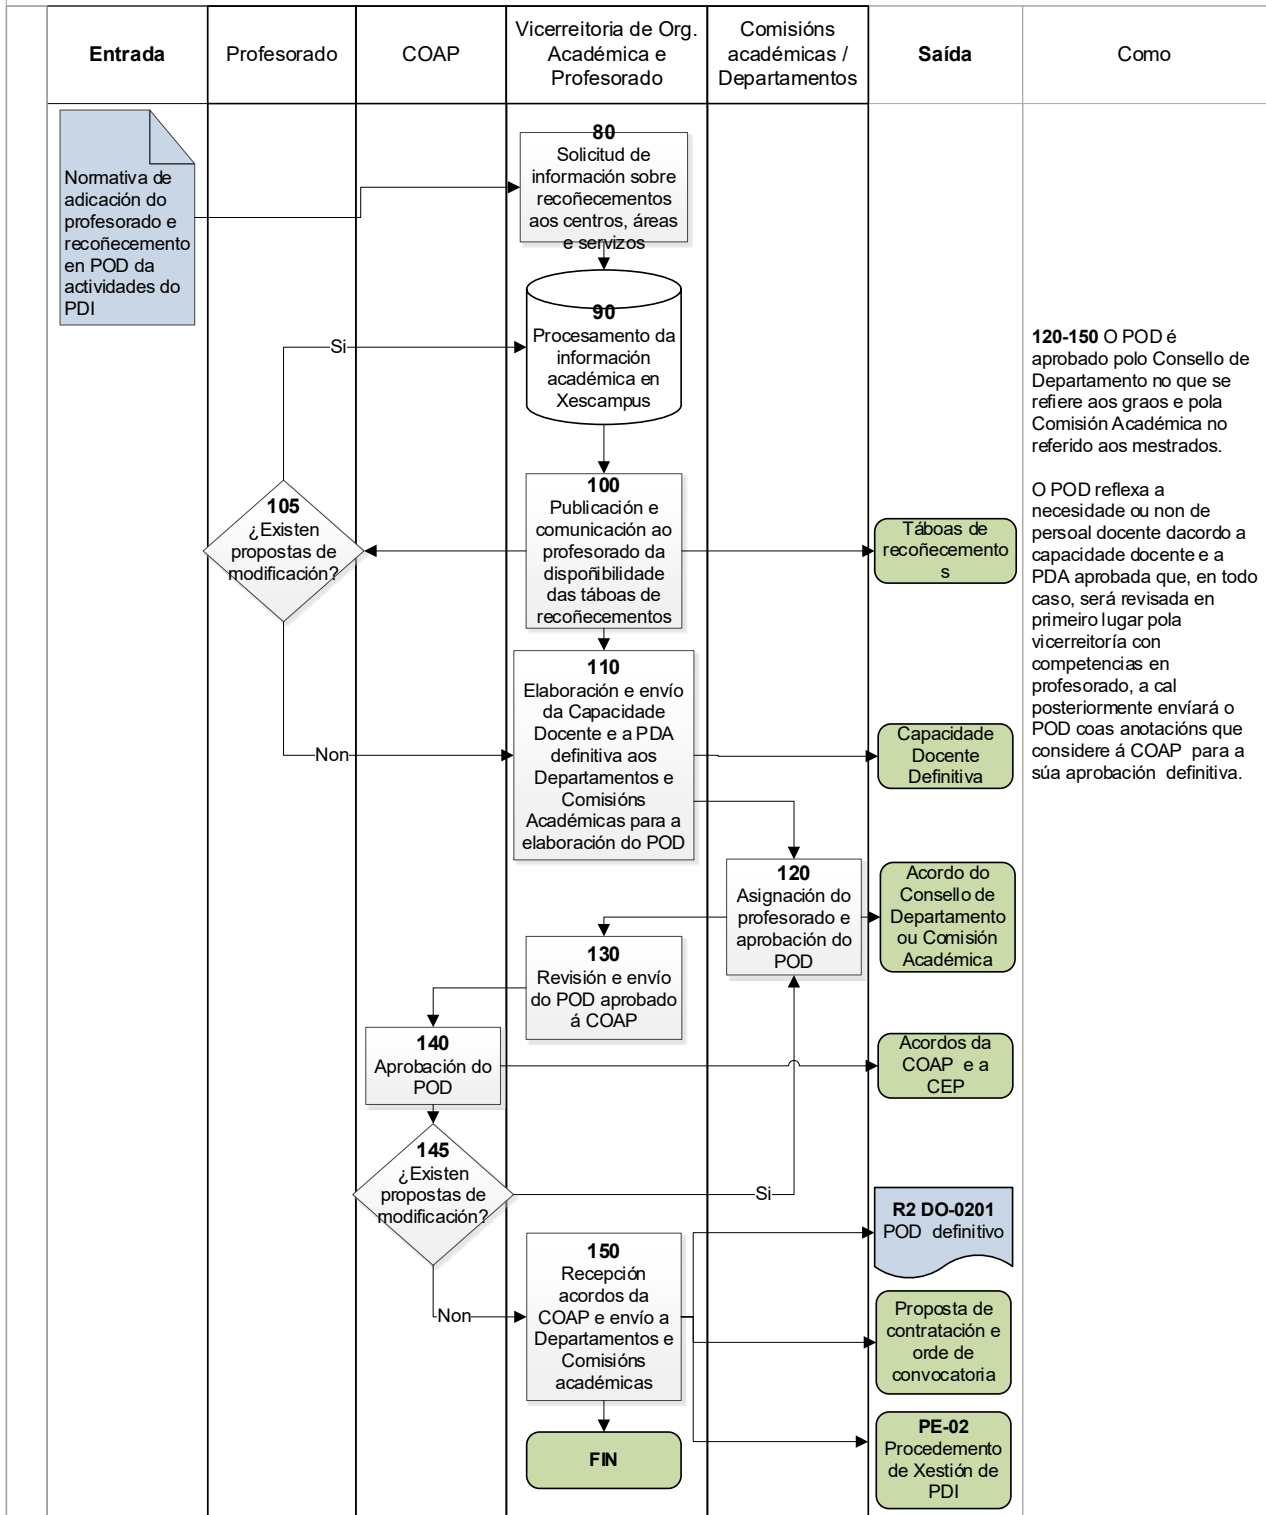 Entrada
Profesorado
COAP
Vicerreitoria de Org.
Académica e
Profesorado
Comisións
académicas /
Departamentos
Saída
Como
Normativa de
adicación do
profesorado e
recoñecemento
en POD da
actividades do
PDI
80
Solicitud de
información sobre
recoñecementos
aos centros, áreas
e servizos
90
Procesamento da
información
académica en
Xescampus
Si
105
¿Existen
propostas de
modificación?
100
Publicación e
comunicación ao
profesorado da
dispoñibilidade
das táboas de
recoñecementos
Táboas de
recoñecemento
s
Non
110
Elaboración e envío
da Capacidade
Docente e a PDA
definitiva aos
Departamentos e
Comisións
Académicas para a
elaboración do POD
Capacidade
Docente
Definitiva
120
Asignación do
profesorado e
aprobación do
POD
Acordo do
Consello de
Departamento
ou Comisión
Académica
130
Revisión e envío
do POD aprobado
á COAP
140
Aprobación do
POD
Acordos da
COAP e a
CEP
145
¿Existen
propostas de
modificación?
Si
Non
150
Recepción
acordos da
COAP e envío a
Departamentos e
Comisións
académicas
R2 DO-0201
POD definitivo
Proposta de
contratación e
orde de
convocatoria
PE-02
Procedemento
de Xestión de
PDI
FIN
120-150 O POD é
aprobado polo Consello de
Departamento no que se
refiere aos graos e pola
Comisión Académica no
referido aos mestrados.
O POD reflexa a
necesidade ou non de
persoal docente dacordo a
capacidade docente e a
PDA aprobada que, en todo
caso, será revisada en
primeiro lugar pola
vicerreitoría con
competencias en
profesorado, a cal
posteriormente envíará o
POD coas anotacións que
considere á COAP para a
súa aprobación definitiva.